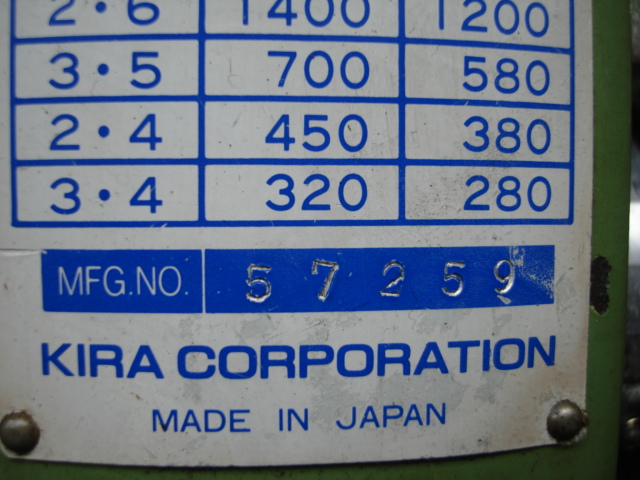 2・6 1400 1200
3・5 700 580
2・4 450 380
3・4 320 280
MFG.NO. 57259
KIRA CORPORATION
MADE IN JAPAN